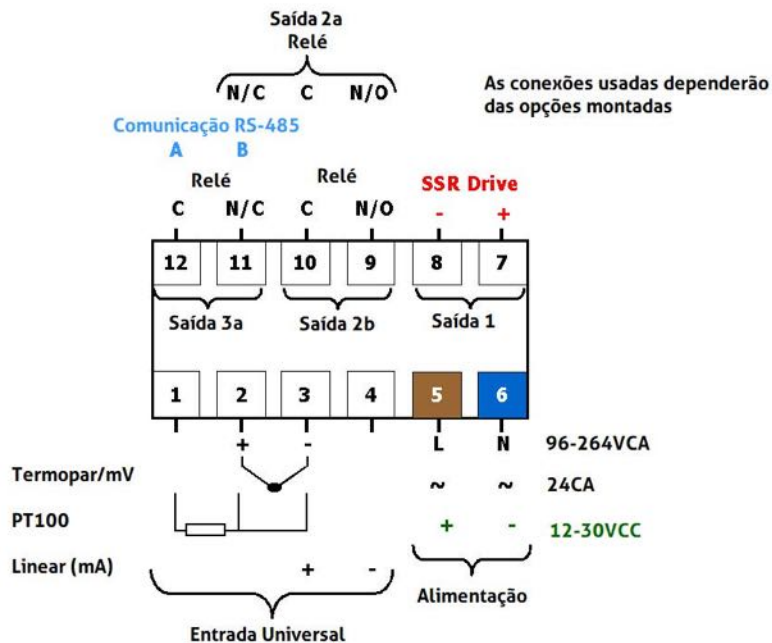 Saída 2a
Relé
N/C C N/O
As conexões usadas dependerão
das opções montadas
Comunicação RS-485
A B
Relé Relé SSR Drive
C N/C C N/O - +
12 11 10 9 8 7
Saída 3a Saída 2b Saída 1
1 2 3 4 5 6
+ - L N 96-264VCA
Termopar/mV ~ ~ 24CA
PT100 + - 12-30VCC
Linear (mA) + - Alimentação
Entrada Universal